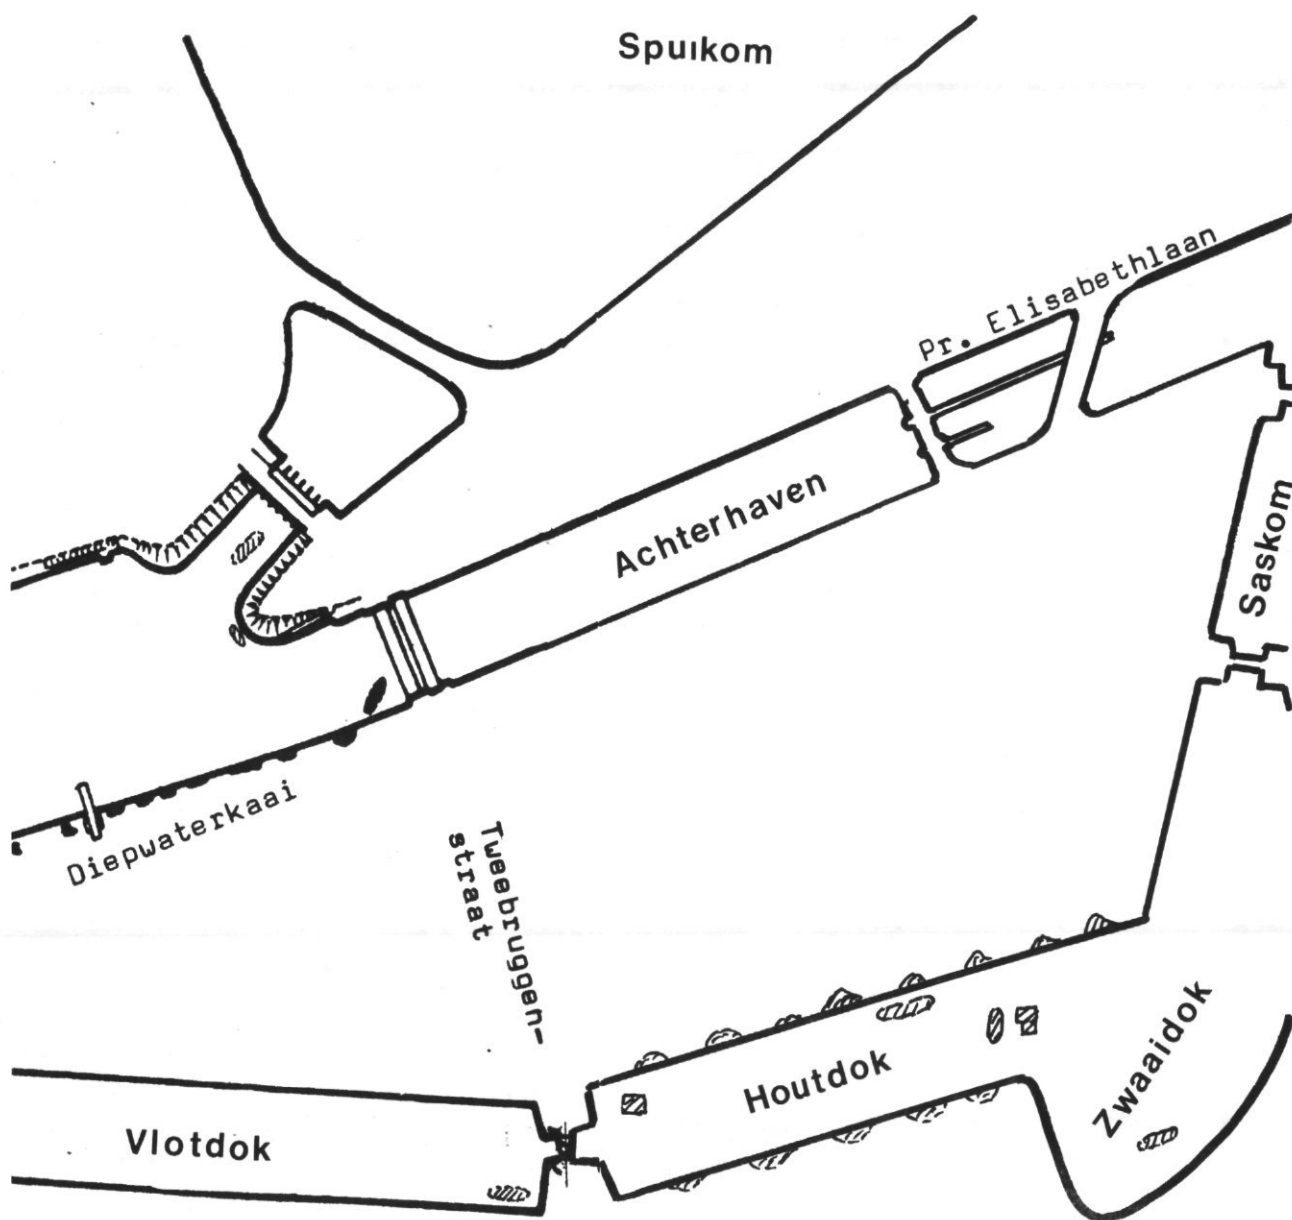 Spuikom
Pr. Elisabethlaan
Achterhaven
Saskom
Diepwaterkaai
Tweebruggen-
straat
Houtdok
Zwaaidok
Vlotdok